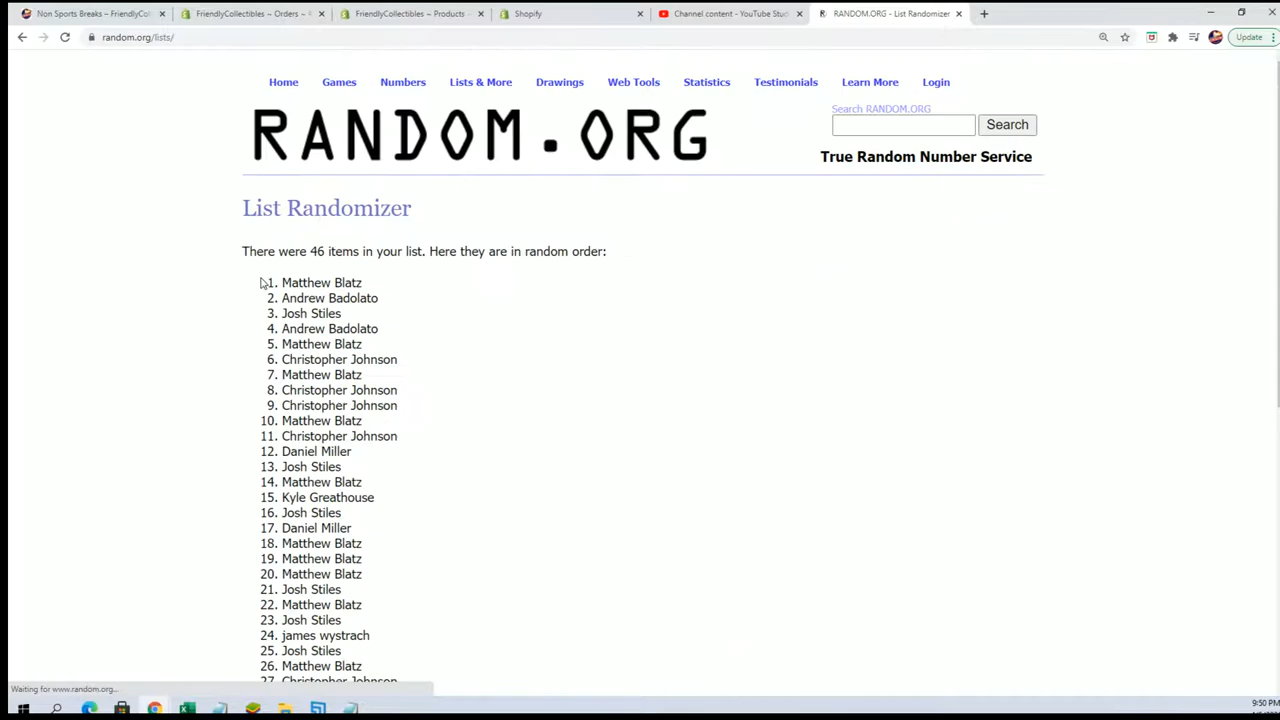 Non Sports Breaks – FriendlyCol
FriendlyCollectibles ~ Orders ~
FriendlyCollectibles ~ Products ~
Shopify
Channel content - YouTube Stud
RANDOM.ORG - List Randomizer
random.org/lists/
Update
Home Games Numbers Lists & More Drawings Web Tools Statistics Testimonials Learn More Login
RANDOM.ORG
Search RANDOM.ORG
Search
True Random Number Service
List Randomizer
There were 46 items in your list. Here they are in random order:
1. Matthew Blatz
2. Andrew Badolato
3. Josh Stiles
4. Andrew Badolato
5. Matthew Blatz
6. Christopher Johnson
7. Matthew Blatz
8. Christopher Johnson
9. Christopher Johnson
10. Matthew Blatz
11. Christopher Johnson
12. Daniel Miller
13. Josh Stiles
14. Matthew Blatz
15. Kyle Greathouse
16. Josh Stiles
17. Daniel Miller
18. Matthew Blatz
19. Matthew Blatz
20. Matthew Blatz
21. Josh Stiles
22. Matthew Blatz
23. Josh Stiles
24. james wystrach
25. Josh Stiles
26. Matthew Blatz
27. Christopher Johnson
Waiting for www.random.org...
9:50 PM